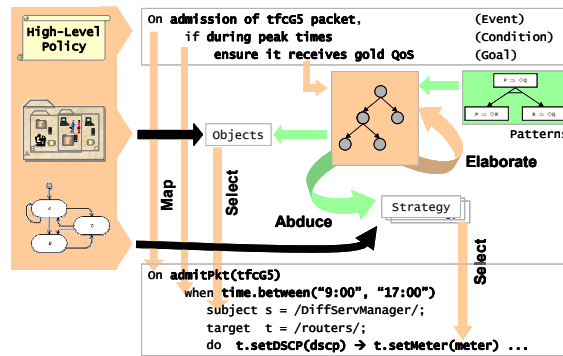 High-Level
Policy
On admission of tfcG5 packet, (Event)
if during peak times (Condition)
ensure it receives gold QoS (Goal)
Patterns
Objects
Elaborate
Map
Select
Abduce
Strategy
Select
On admitPkt(tfcG5)
when time.between(“9:00”, “17:00”)
subject s = /DiffServManager/;
target t = /routers/;
do t.setDSCP(dscp) → t.setMeter(meter) ...